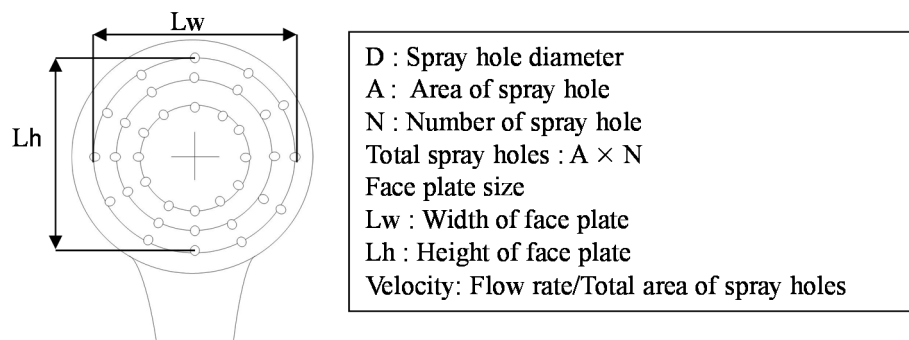 Lw
Lh
D : Spray hole diameter
A : Area of spray hole
N : Number of spray hole
Total spray holes : A × N
Face plate size
Lw : Width of face plate
Lh : Height of face plate
Velocity: Flow rate/Total area of spray holes